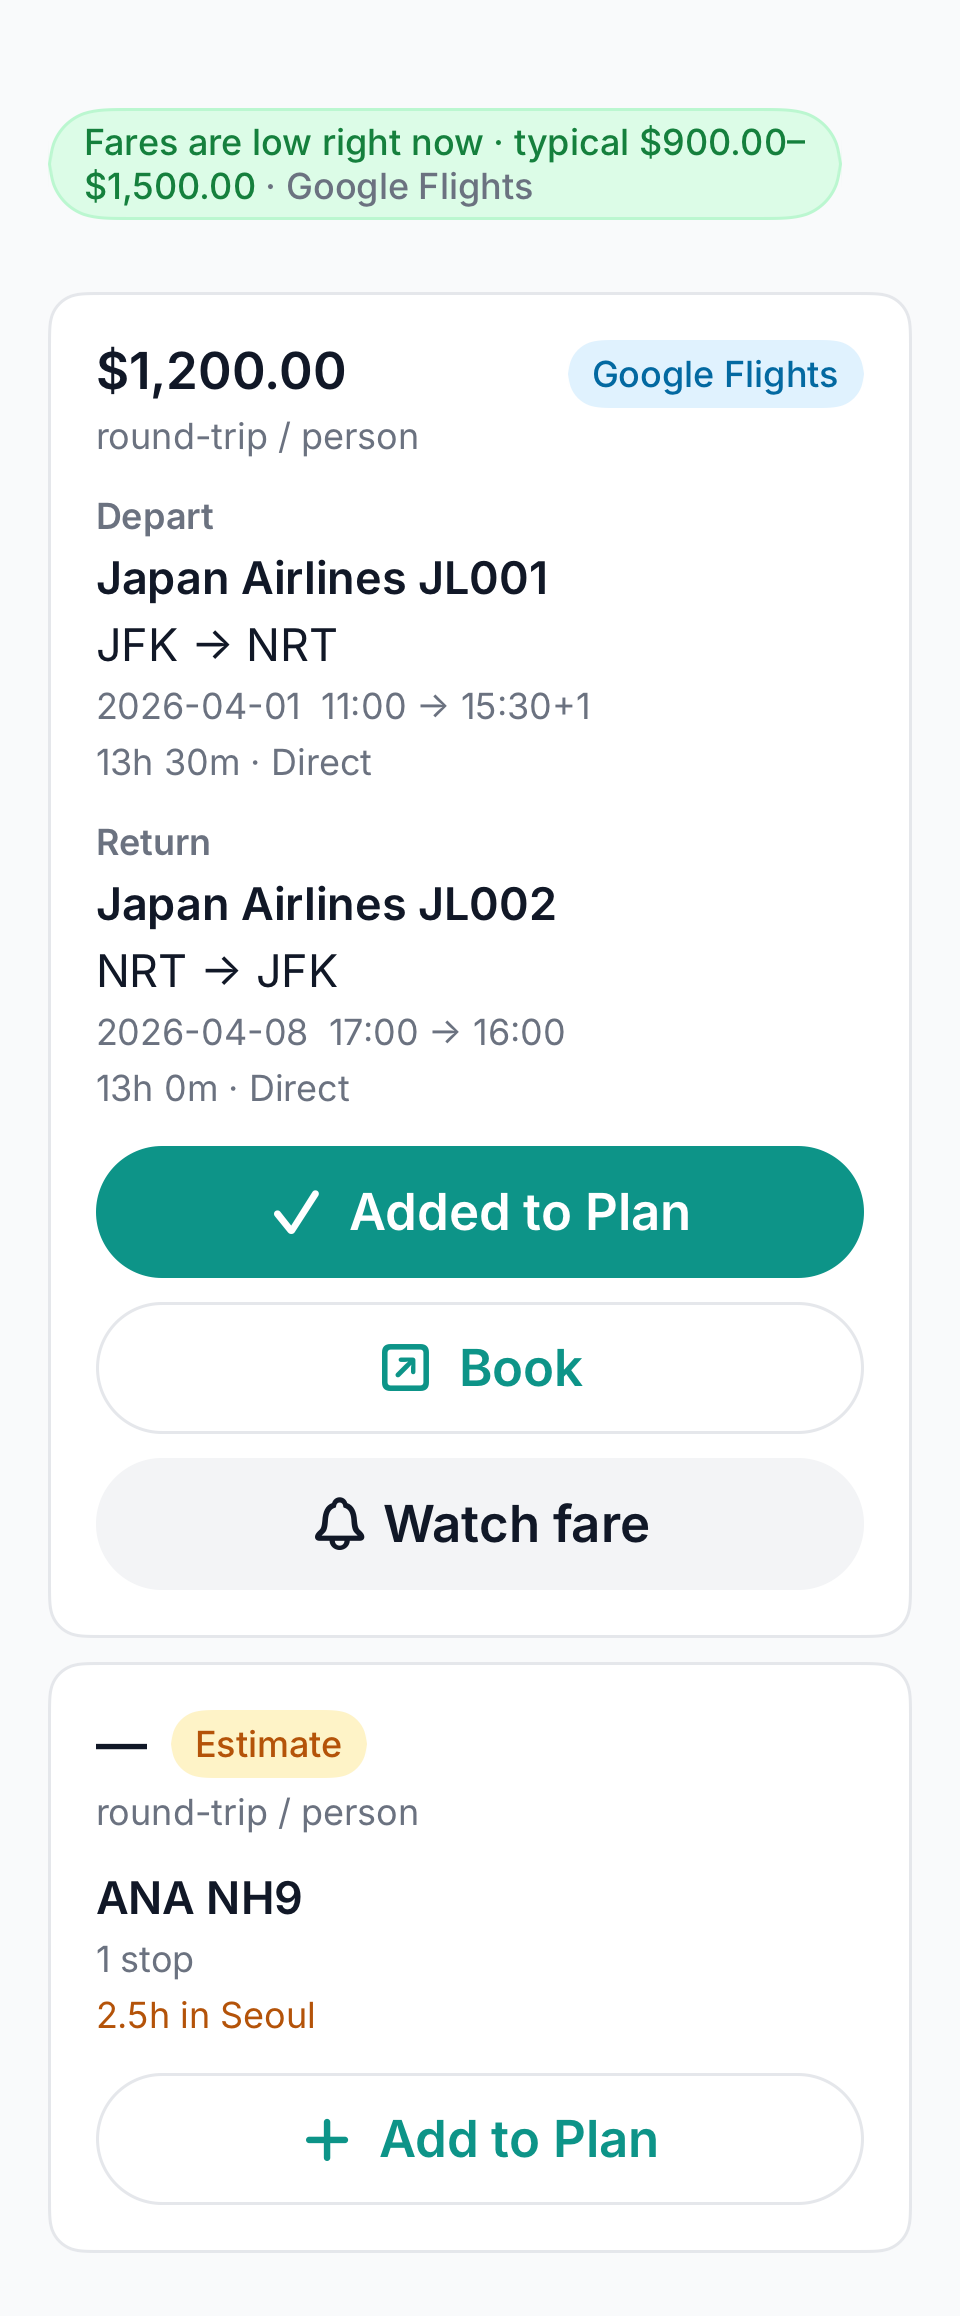 Fares are low right now · typical $900.00–
$1,500.00 · Google Flights
$1,200.00
Google Flights
round-trip / person
Depart
Japan Airlines JL001
JFK → NRT
2026-04-01 11:00 → 15:30+1
13h 30m · Direct
Return
Japan Airlines JL002
NRT → JFK
2026-04-08 17:00 → 16:00
13h 0m · Direct
Added to Plan
Book
Watch fare
— Estimate
round-trip / person
ANA NH9
1 stop
2.5h in Seoul
Add to Plan